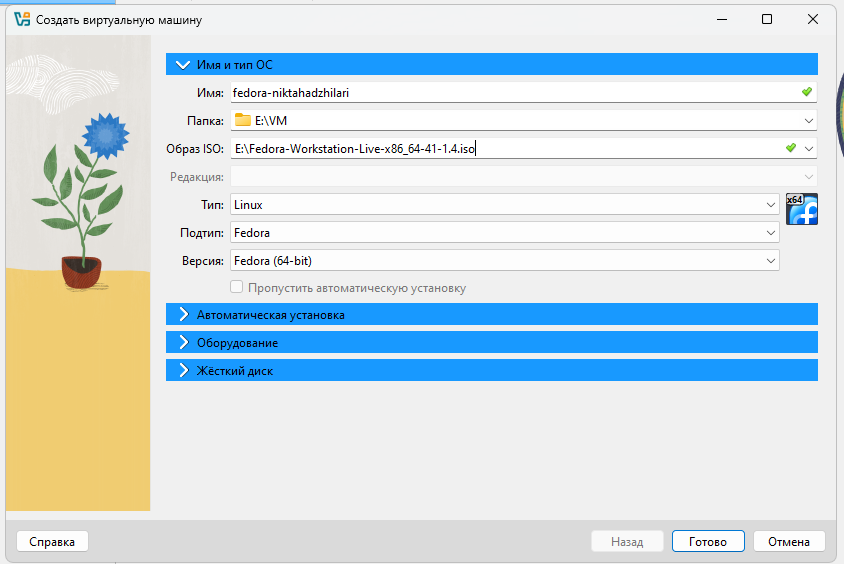 Создать виртуальную машину
Имя и тип ОС
Имя: fedora-niktahadzhilari
Папка: E:\VM
Образ ISO: E:\Fedora-Workstation-Live-x86_64-41-1.4.iso
Редакция:
Тип: Linux
x64
Подтип: Fedora
Версия: Fedora (64-bit)
Пропустить автоматическую установку
Автоматическая установка
Оборудование
Жёсткий диск
Справка Назад Готово Отмена